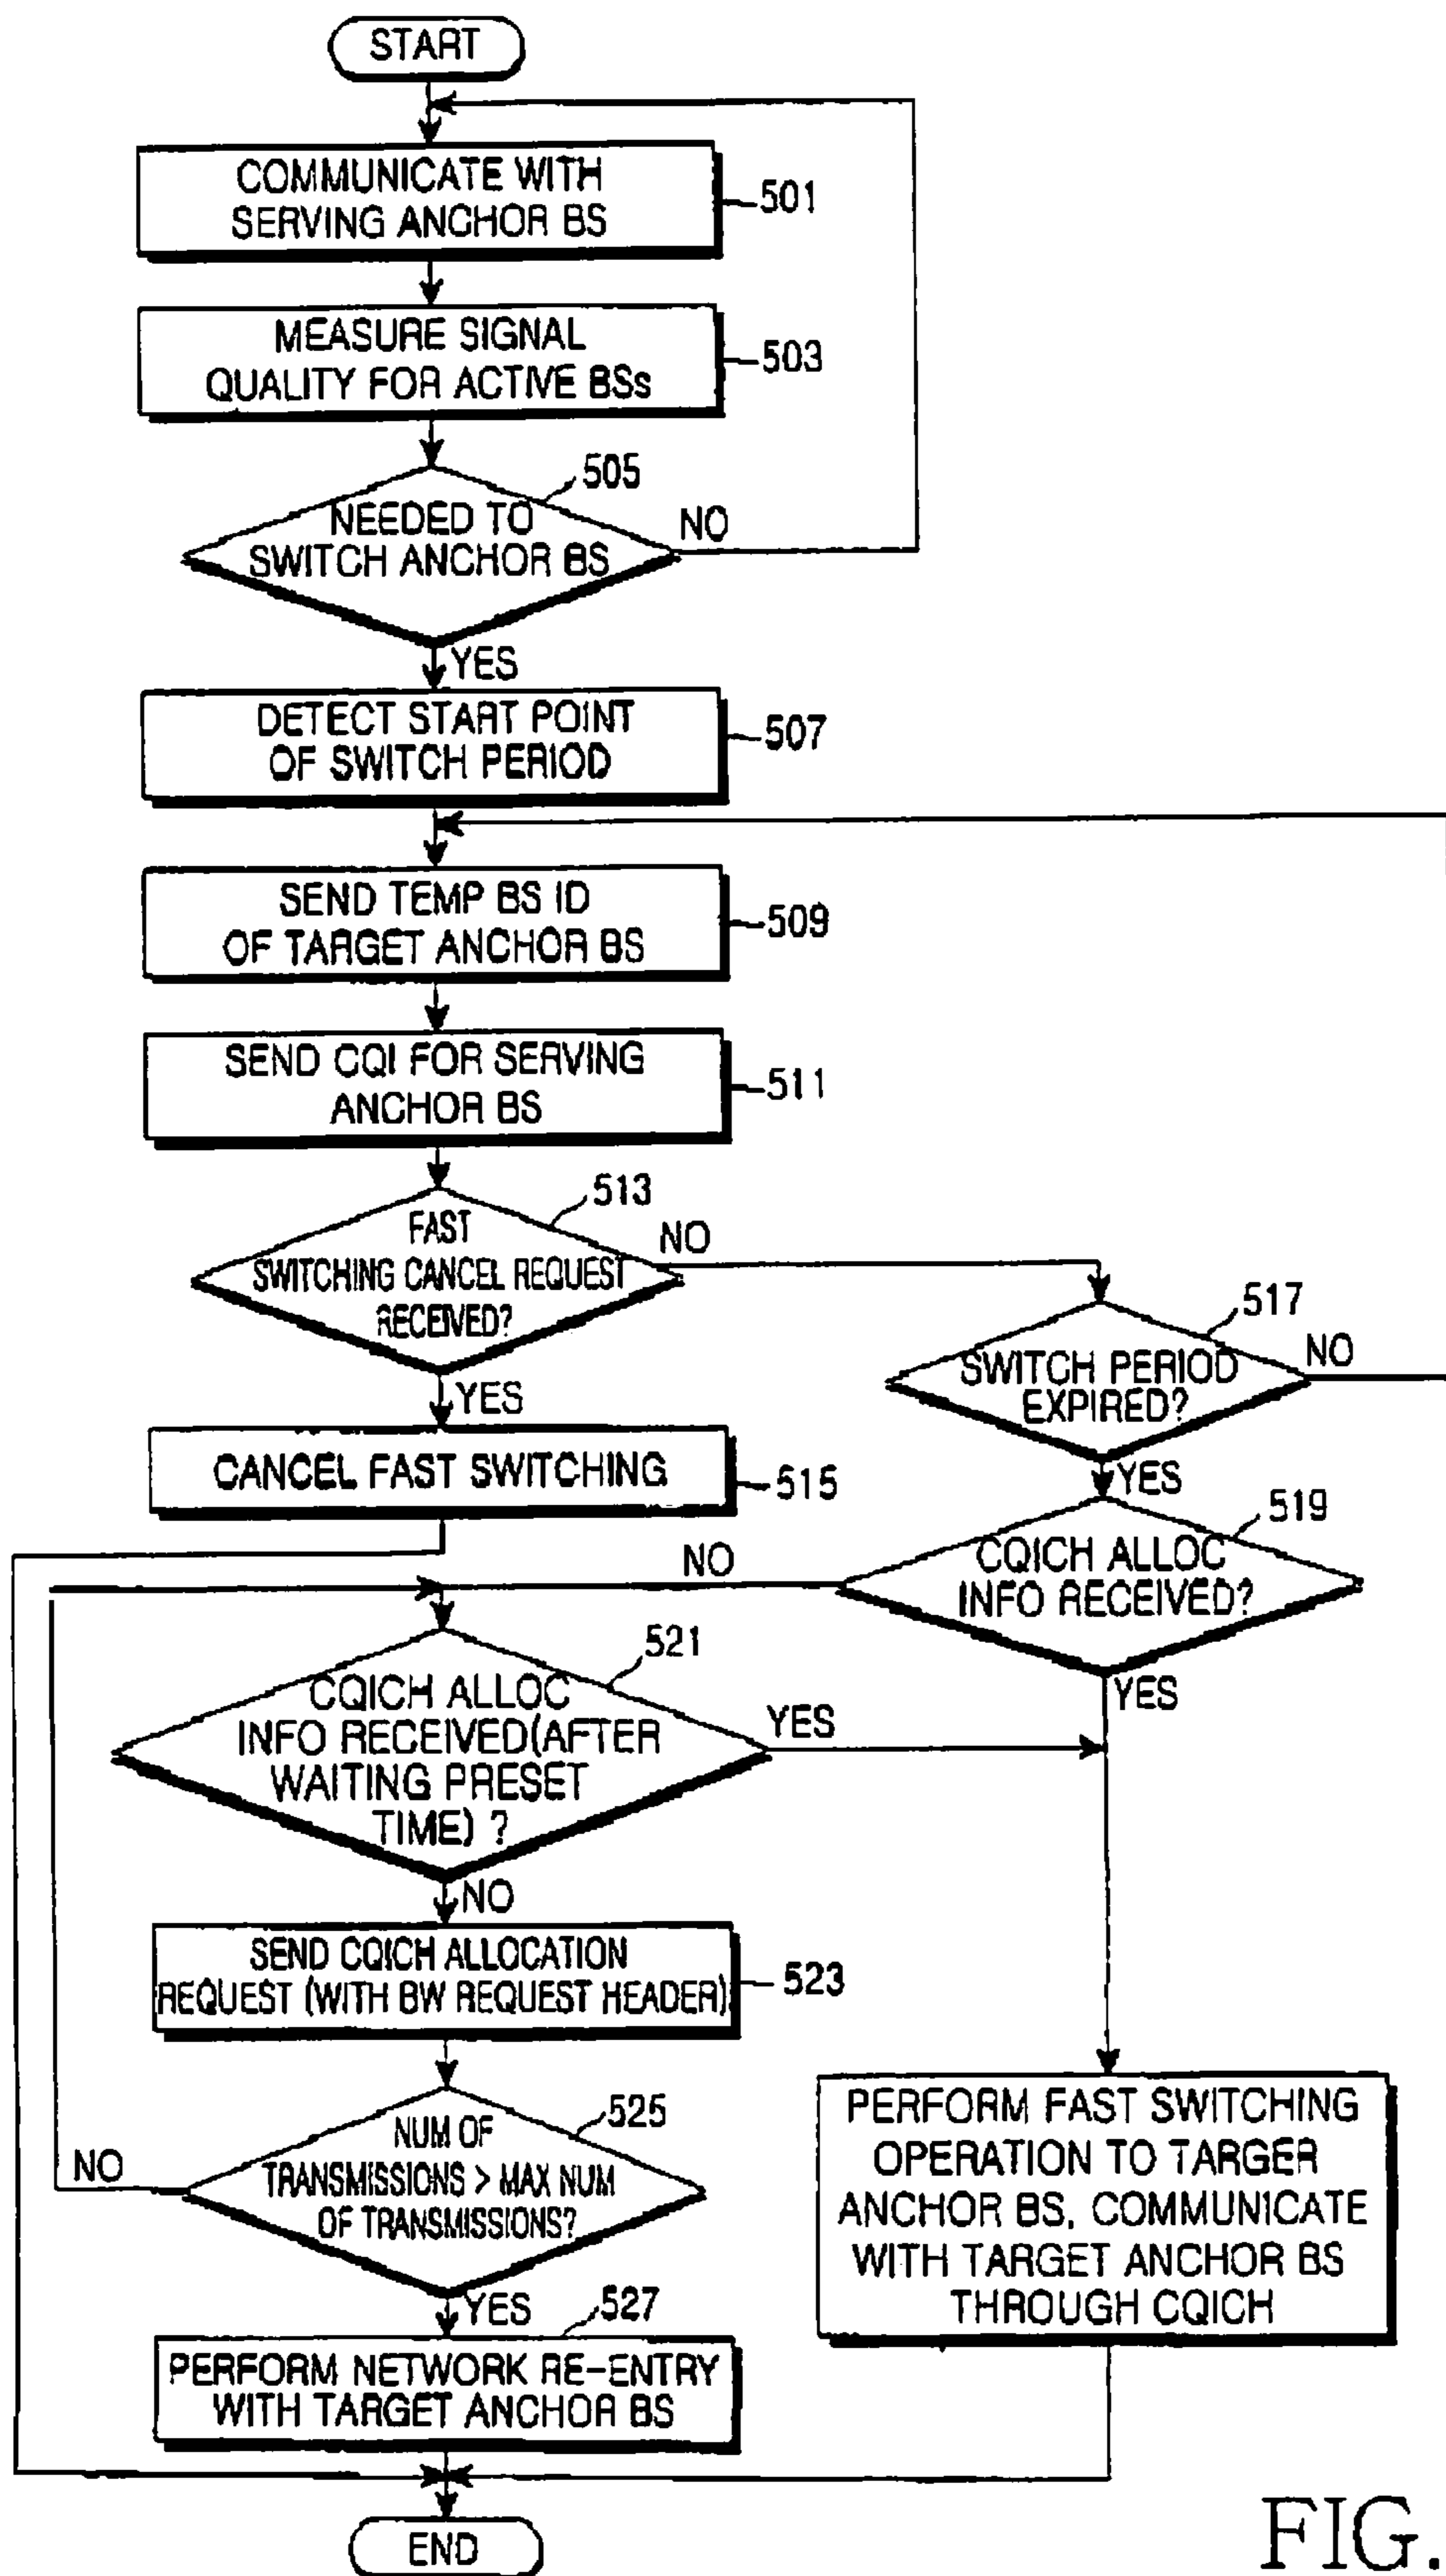 START
COMMUNICATE WITH
SERVING ANCHOR BS
501
MEASURE SIGNAL
QUALITY FOR ACTIVE BSs
503
505
NEEDED TO
SWITCH ANCHOR BS
NO
YES
DETECT START POINT
OF SWITCH PERIOD
507
SEND TEMP BS ID
OF TARGET ANCHOR BS
509
SEND CQI FOR SERVING
ANCHOR BS
511
513
FAST
SWITCHING CANCEL REQUEST
RECEIVED?
NO
YES
517
SWITCH PERIOD
EXPIRED?
NO
YES
CANCEL FAST SWITCHING
515
519
CQICH ALLOC
INFO RECEIVED?
NO
YES
521
CQICH ALLOC
INFO RECEIVED(AFTER
WAITING PRESET
TIME) ?
YES
NO
SEND CQICH ALLOCATION
REQUEST (WITH BW REQUEST HEADER)
523
525
NUM OF
TRANSMISSIONS > MAX NUM
OF TRANSMISSIONS?
NO
YES
527
PERFORM NETWORK RE-ENTRY
WITH TARGET ANCHOR BS
PERFORM FAST SWITCHING
OPERATION TO TARGER
ANCHOR BS, COMMUNICATE
WITH TARGET ANCHOR BS
THROUGH CQICH
END
FIG.